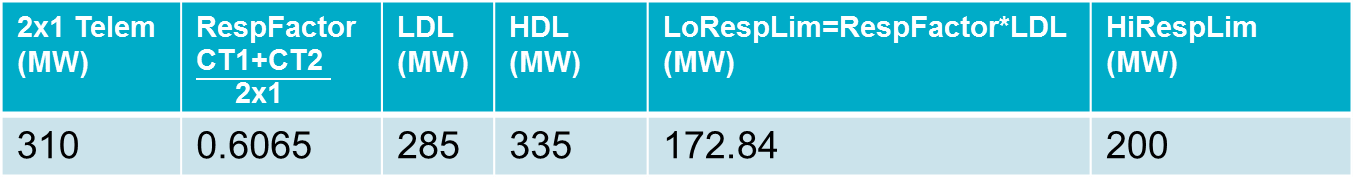 2x1 Telem (MW)
RespFactor
CT1+CT2
2x1
LDL (MW)
HDL (MW)
LoRespLim=RespFactor*LDL (MW)
HiRespLim (MW)
310
0.6065
285
335
172.84
200